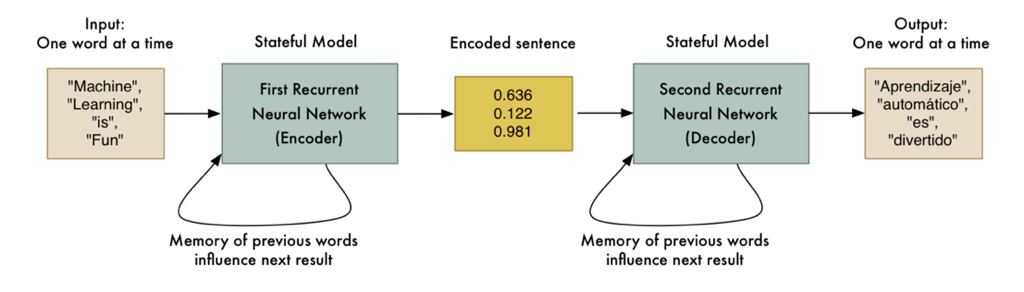 Input:
One word at a time
"Machine",
"Learning",
"is",
"Fun"
Stateful Model
First Recurrent
Neural Network
(Encoder)
Memory of previous words
influence next result
Encoded sentence
0.636
0.122
0.981
Stateful Model
Second Recurrent
Neural Network
(Decoder)
Memory of previous words
influence next result
Output:
One word at a time
"Aprendizaje",
"automático",
"es",
"divertido"